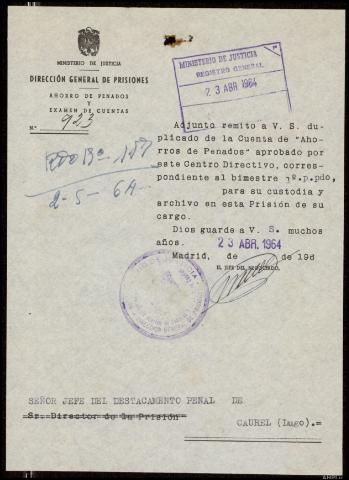 MINISTERIO DE JUSTICIA
DIRECCIÓN GENERAL DE PRISIONES
AHORRO DE PENADOS
Y
EXAMEN DE CUENTAS
N.º 923
MINISTERIO DE JUSTICIA
REGISTRO GENERAL
23 ABR 1964
2-5-64
Adjunto remito a V. S. du-
plicado de la Cuenta de "Aho-
rros de Penados" aprobado por
este Centro Directivo, corres-
pondiente al bimestre 1º.p.pdo,
para su custodia y
archivo en esta Prisión de su
cargo.
Dios guarde a V. S. muchos
años. 23 ABR. 1964
Madrid, de de 196
EL JEFE DEL NEGOCIADO,
SEÑOR JEFE DEL DESTACAMENTO PENAL DE
Sr. Director de la Prisión
CAUREL (Lugo).=